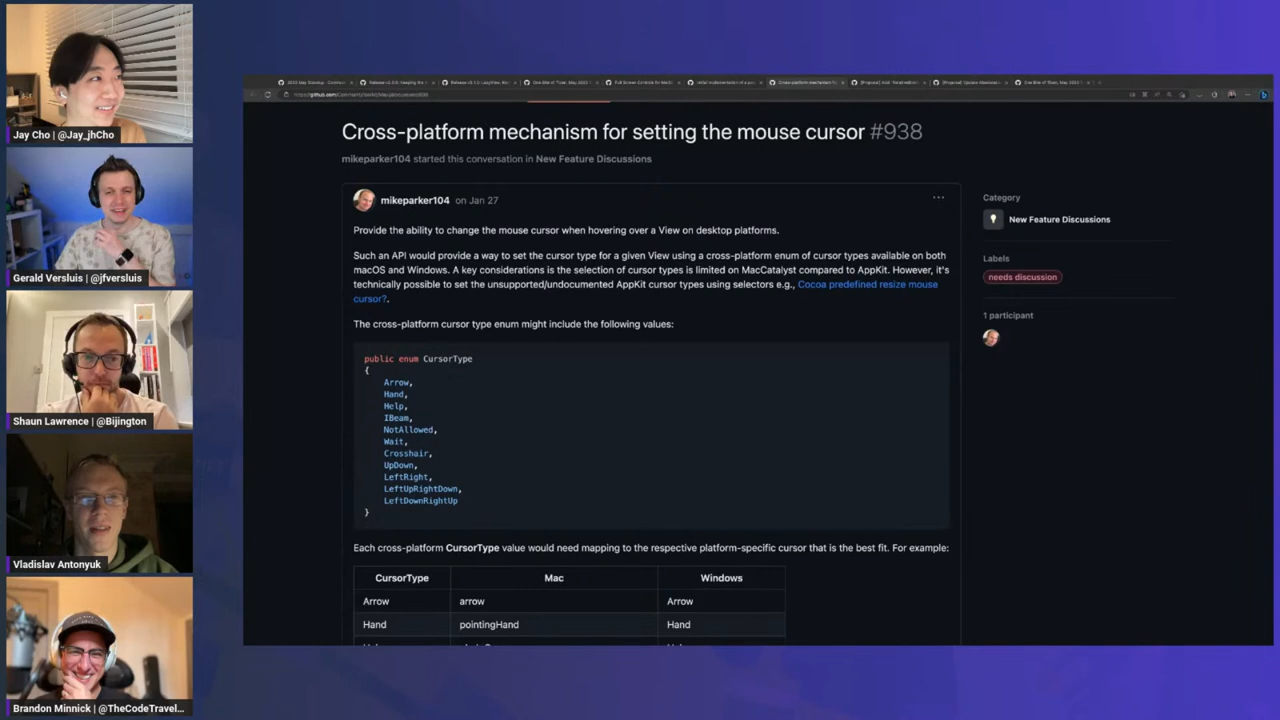 Jay Cho | @Jay_jhCho
Gerald Versluis | @jfversluis
Shaun Lawrence | @Bijington
Vladislav Antonyuk
Brandon Minnick | @TheCodeTravel...
Cross-platform mechanism for setting the mouse cursor #938
mikeparker104 started this conversation in New Feature Discussions
mikeparker104 on Jan 27
Provide the ability to change the mouse cursor when hovering over a View on desktop platforms.
Such an API would provide a way to set the cursor type for a given View using a cross-platform enum of cursor types available on both
macOS and Windows. A key considerations is the selection of cursor types is limited on MacCatalyst compared to AppKit. However, it's
technically possible to set the unsupported/undocumented AppKit cursor types using selectors e.g., Cocoa predefined resize mouse
cursor?.
The cross-platform cursor type enum might include the following values:
public enum CursorType
{
Arrow,
Hand,
Help,
IBeam,
NotAllowed,
Wait,
Crosshair,
UpDown,
LeftRight,
LeftUpRightDown,
LeftDownRightUp
}
Each cross-platform CursorType value would need mapping to the respective platform-specific cursor that is the best fit. For example:
CursorType Mac Windows
Arrow arrow Arrow
Hand pointingHand Hand
Category
New Feature Discussions
Labels
needs discussion
1 participant